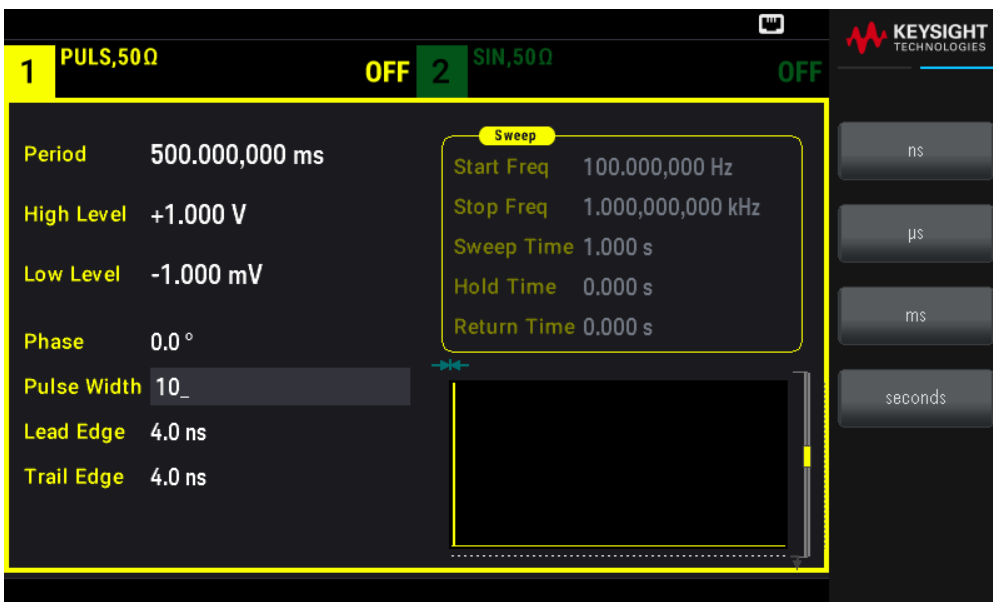 KEYSIGHT
TECHNOLOGIES
1 PULS,50Ω OFF
2 SIN,50Ω OFF
Period 500.000,000 ms
High Level +1.000 V
Low Level -1.000 mV
Phase 0.0 °
Pulse Width 10_
Lead Edge 4.0 ns
Trail Edge 4.0 ns
Sweep
Start Freq 100.000,000 Hz
Stop Freq 1.000,000,000 kHz
Sweep Time 1.000 s
Hold Time 0.000 s
Return Time 0.000 s
ns
µs
ms
seconds